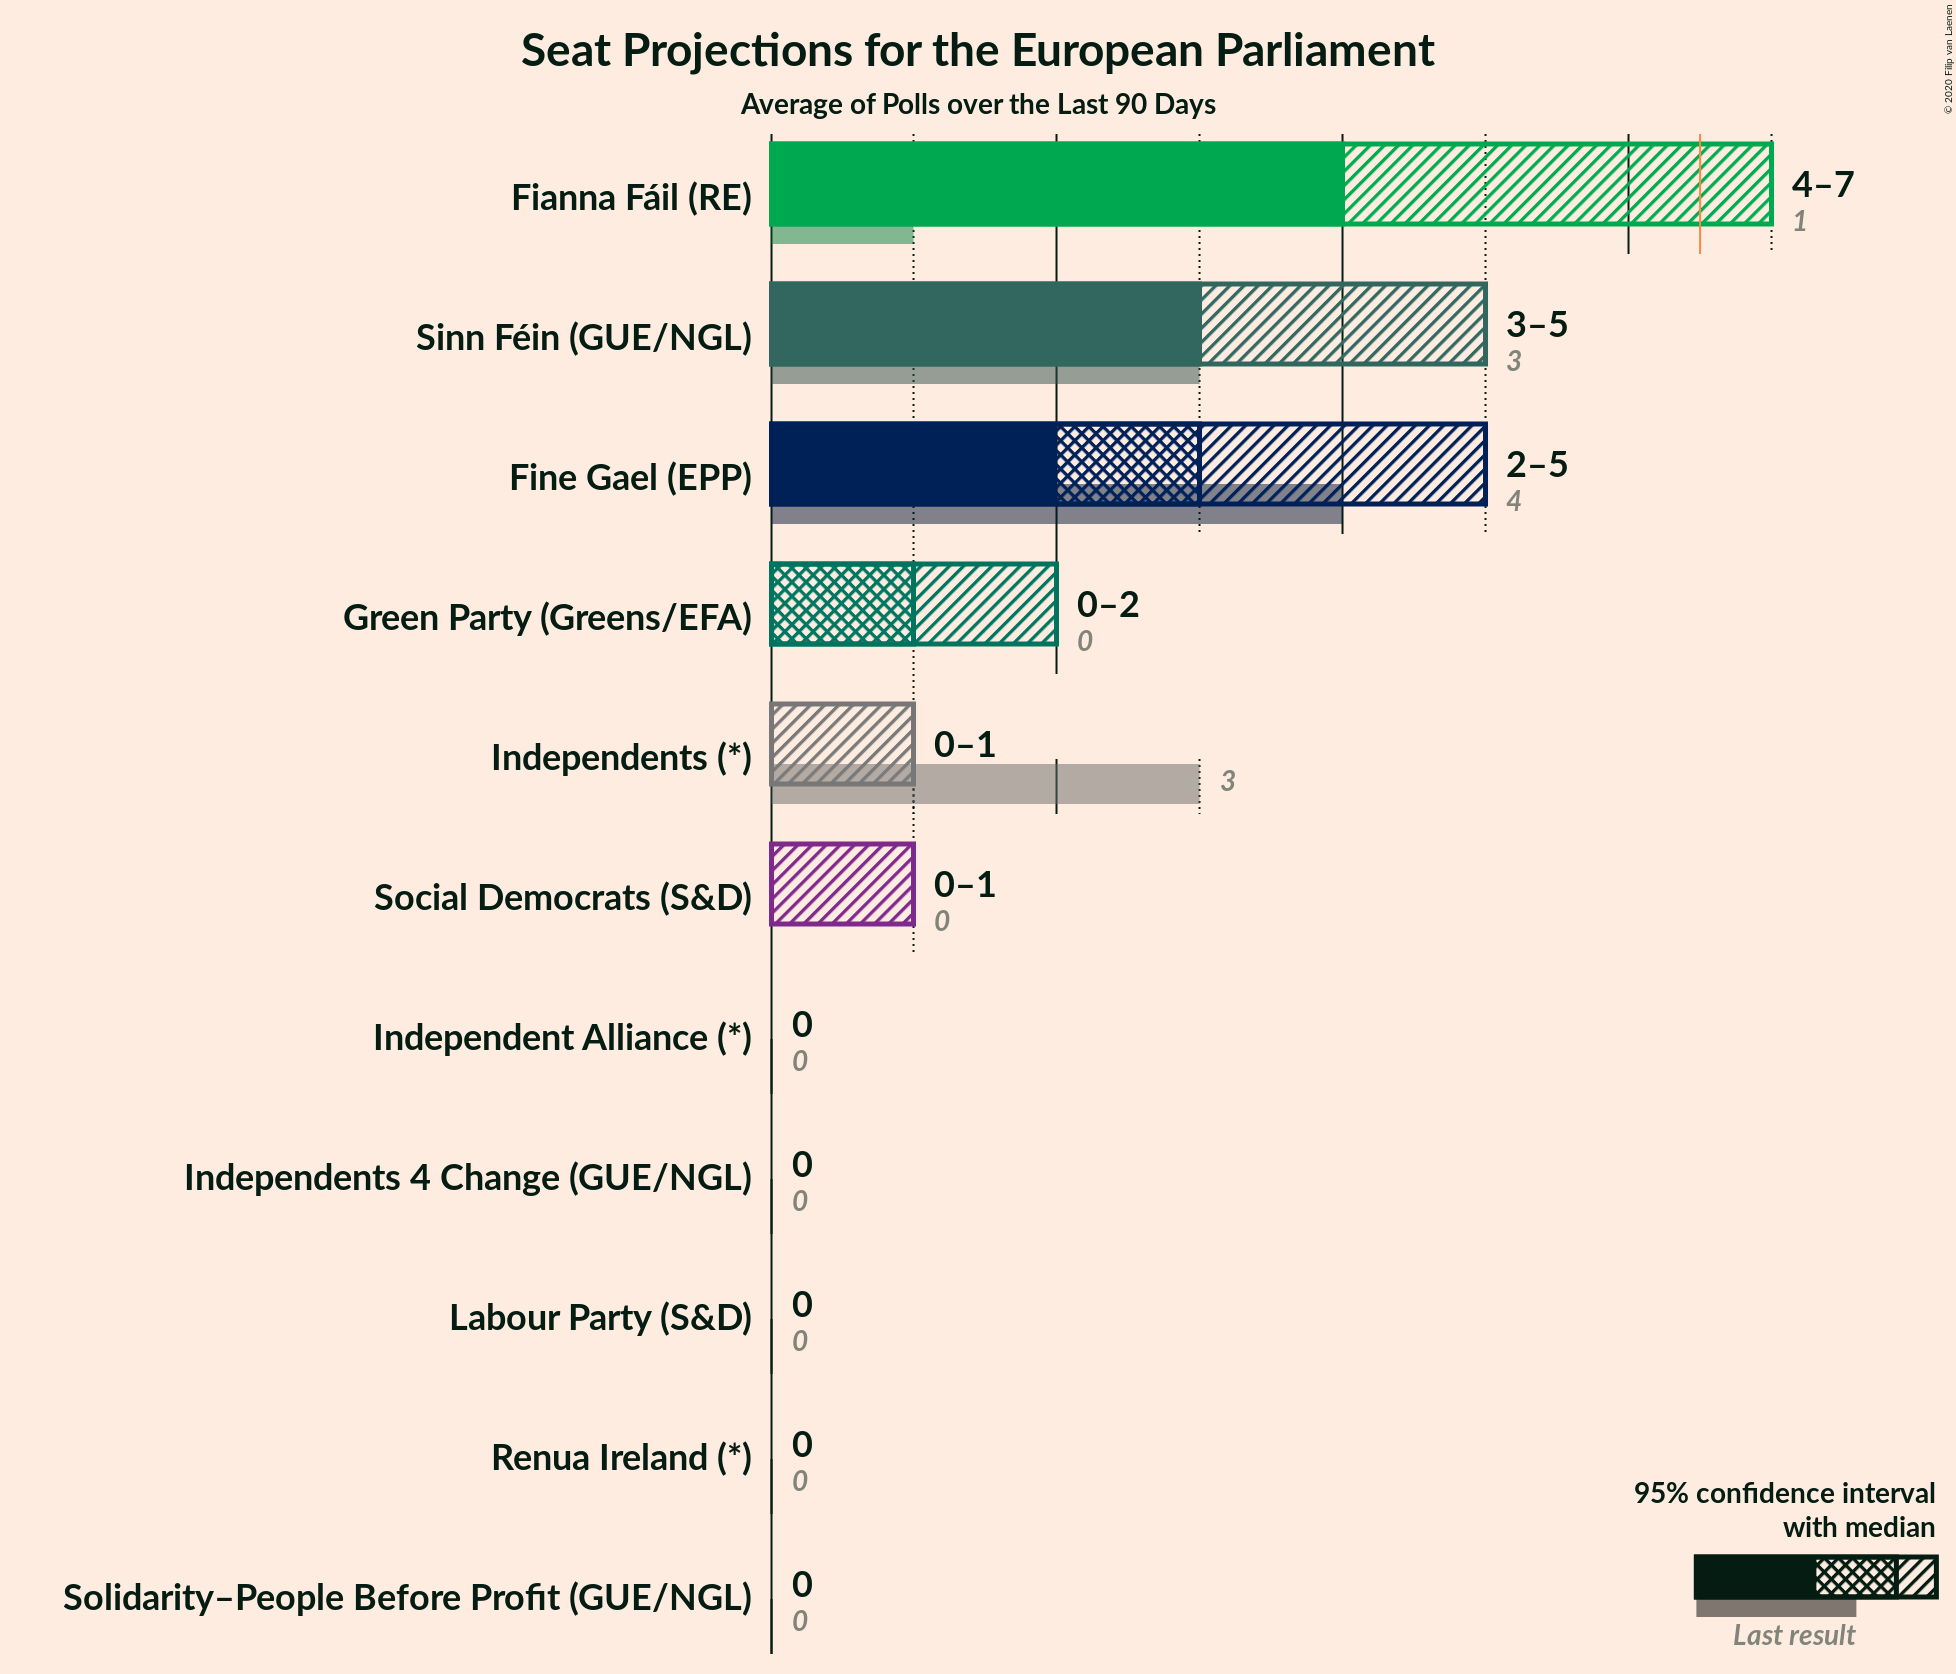 Seat Projections for the European Parliament
Average of Polls over the Last 90 Days
© 2020 Filip van Laenen
Fianna Fáil (RE)
4–7
1
Sinn Féin (GUE/NGL)
3–5
3
Fine Gael (EPP)
2–5
4
Green Party (Greens/EFA)
0–2
0
Independents (*)
0–1
3
Social Democrats (S&D)
0–1
0
Independent Alliance (*)
0
0
Independents 4 Change (GUE/NGL)
0
0
Labour Party (S&D)
0
0
Renua Ireland (*)
0
0
Solidarity–People Before Profit (GUE/NGL)
0
0
95% confidence interval
with median
Last result